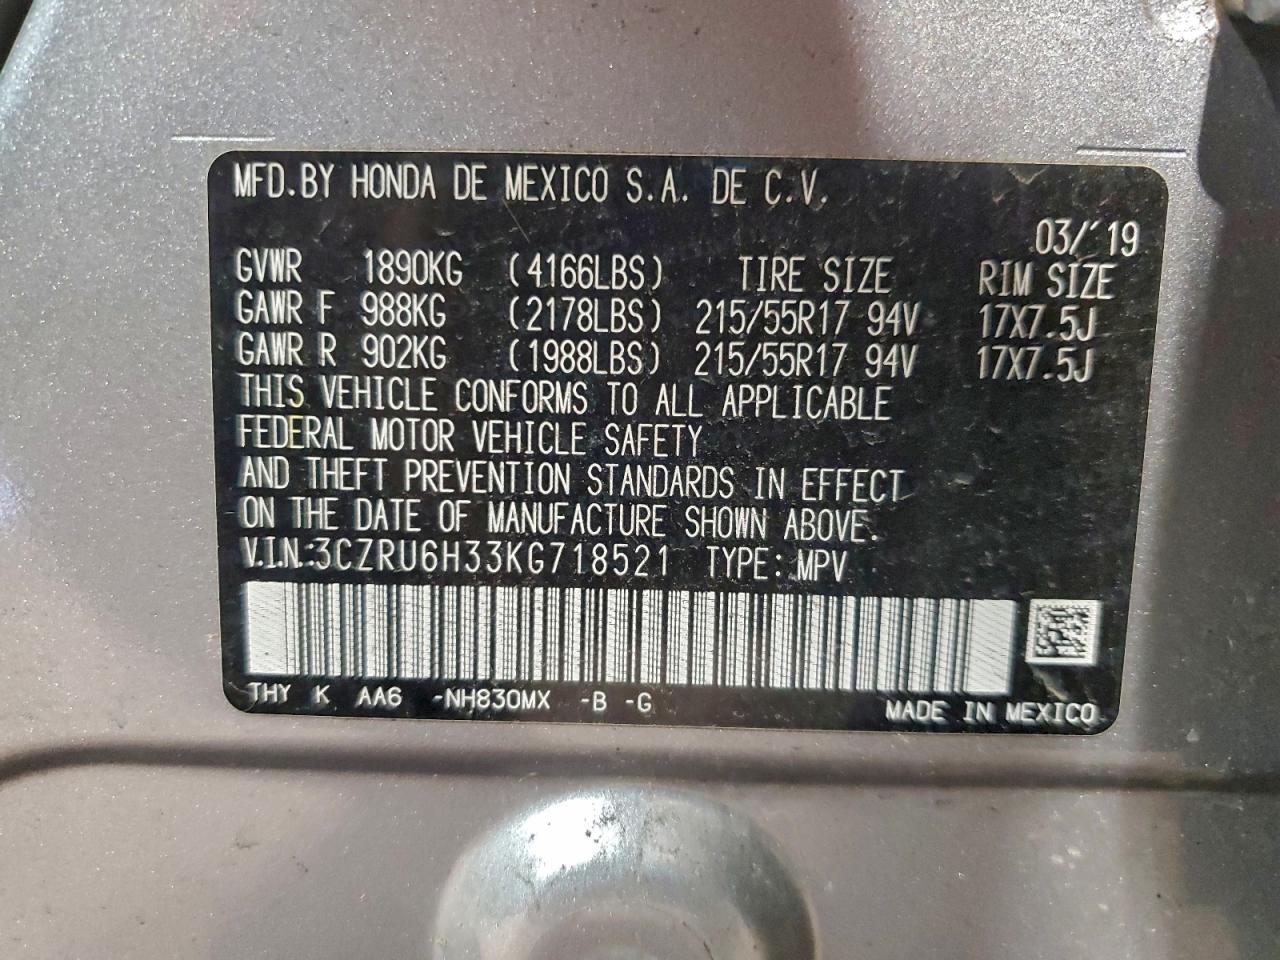 MFD.BY HONDA DE MEXICO S.A. DE C.V.
03/'19
GVWR 1890KG (4166LBS) TIRE SIZE RIM SIZE
GAWR F 988KG (2178LBS) 215/55R17 94V 17X7.5J
GAWR R 902KG (1988LBS) 215/55R17 94V 17X7.5J
THIS VEHICLE CONFORMS TO ALL APPLICABLE
FEDERAL MOTOR VEHICLE SAFETY
AND THEFT PREVENTION STANDARDS IN EFFECT
ON THE DATE OF MANUFACTURE SHOWN ABOVE.
V.I.N:3CZRU6H33KG718521 TYPE: MPV
THY K AA6 -NH830MX -B -G
MADE IN MEXICO